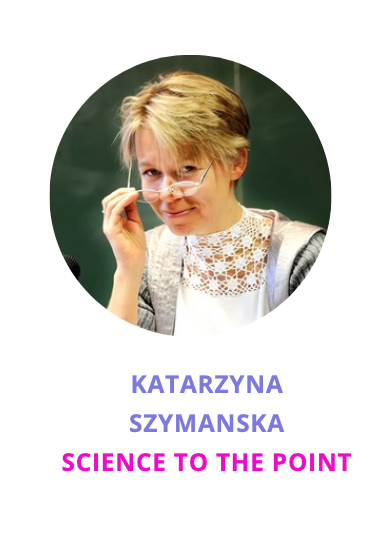 KATARZYNA
SZYMANSKA
SCIENCE TO THE POINT